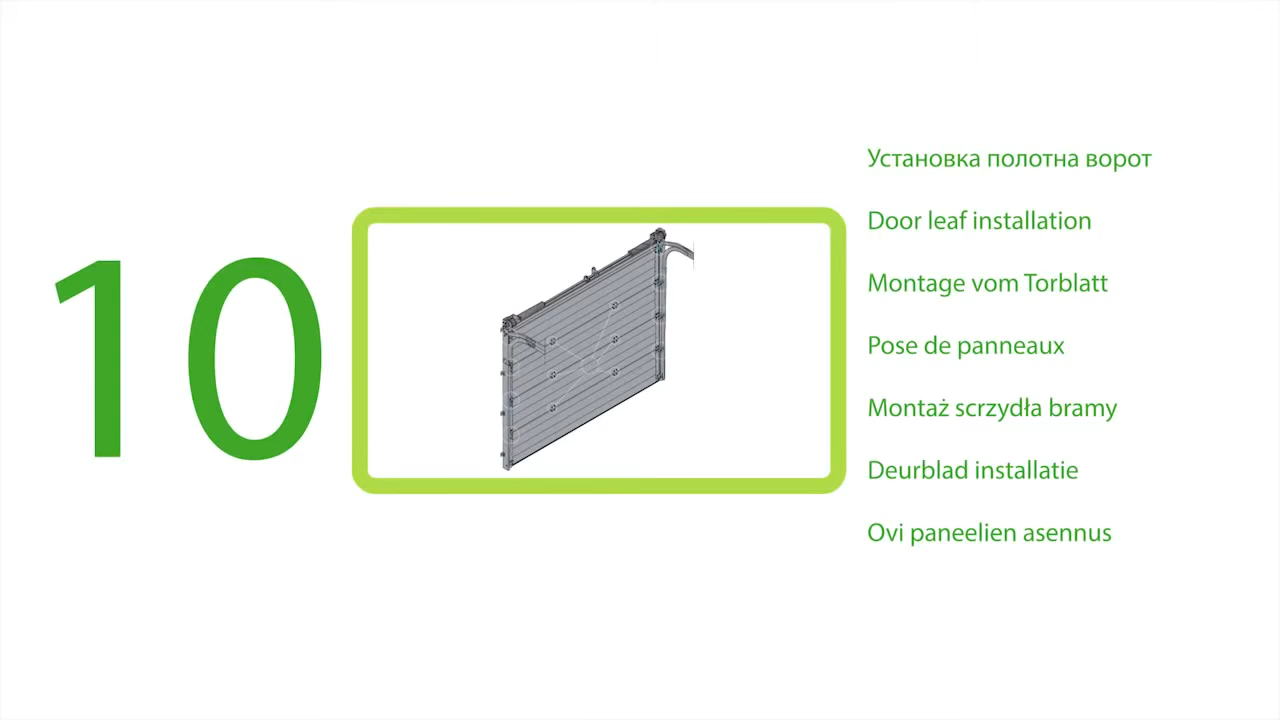 10
Установка полотна ворот
Door leaf installation
Montage vom Torblatt
Pose de panneaux
Montaż scrzydła bramy
Deurblad installatie
Ovi paneelien asennus